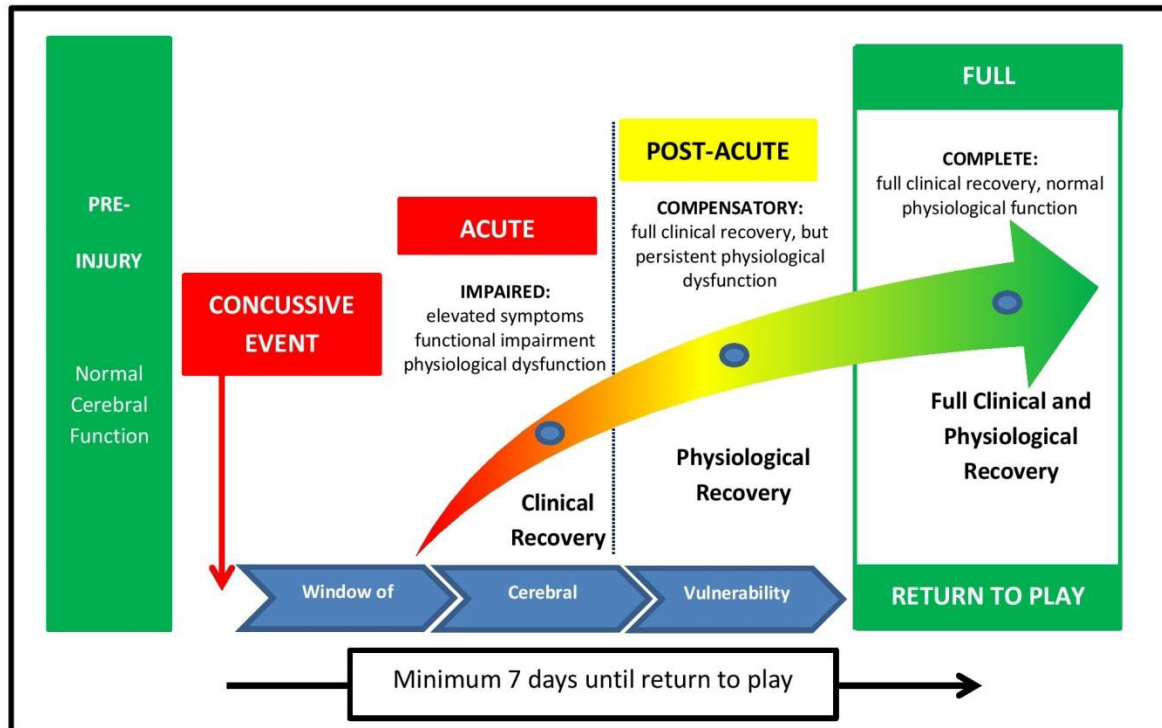 PRE-
INJURY
Normal
Cerebral
Function
CONCUSSIVE
EVENT
ACUTE
IMPAIRED:
elevated symptoms
functional impairment
physiological dysfunction
POST-ACUTE
COMPENSATORY:
full clinical recovery, but
persistent physiological
dysfunction
FULL
COMPLETE:
full clinical recovery, normal
physiological function
Clinical
Recovery
Physiological
Recovery
Full Clinical and
Physiological
Recovery
Window of
Cerebral
Vulnerability
RETURN TO PLAY
Minimum 7 days until return to play